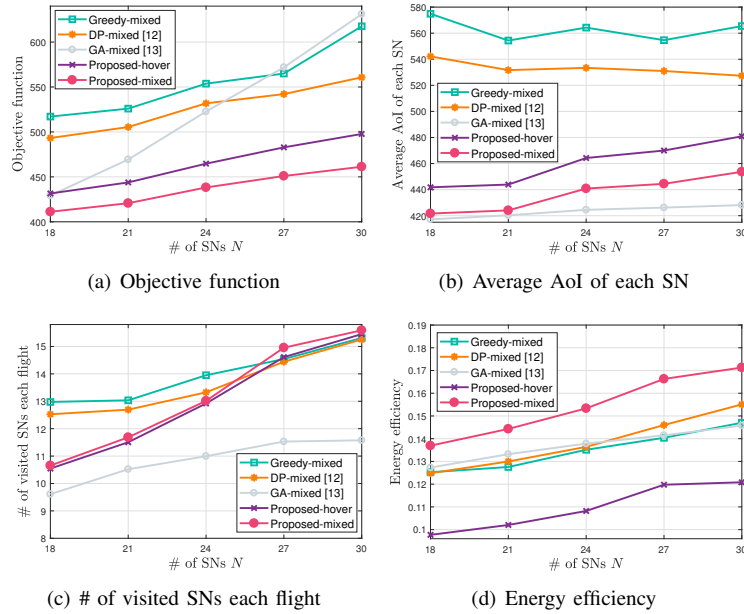 Greedy-mixed
DP-mixed [12]
GA-mixed [13]
Proposed-hover
Proposed-mixed
Objective function
600
550
500
450
400
18 21 24 27 30
# of SNs N
(a) Objective function
Average AoI of each SN
580
560
540
520
500
480
460
440
420
Greedy-mixed
DP-mixed [12]
GA-mixed [13]
Proposed-hover
Proposed-mixed
18 21 24 27 30
# of SNs N
(b) Average AoI of each SN
# of visited SNs each flight
15
14
13
12
11
10
9
8
Greedy-mixed
DP-mixed [12]
GA-mixed [13]
Proposed-hover
Proposed-mixed
18 21 24 27 30
# of SNs N
(c) # of visited SNs each flight
Energy efficiency
0.19
0.18
0.17
0.16
0.15
0.14
0.13
0.12
0.11
0.1
Greedy-mixed
DP-mixed [12]
GA-mixed [13]
Proposed-hover
Proposed-mixed
18 21 24 27 30
# of SNs N
(d) Energy efficiency